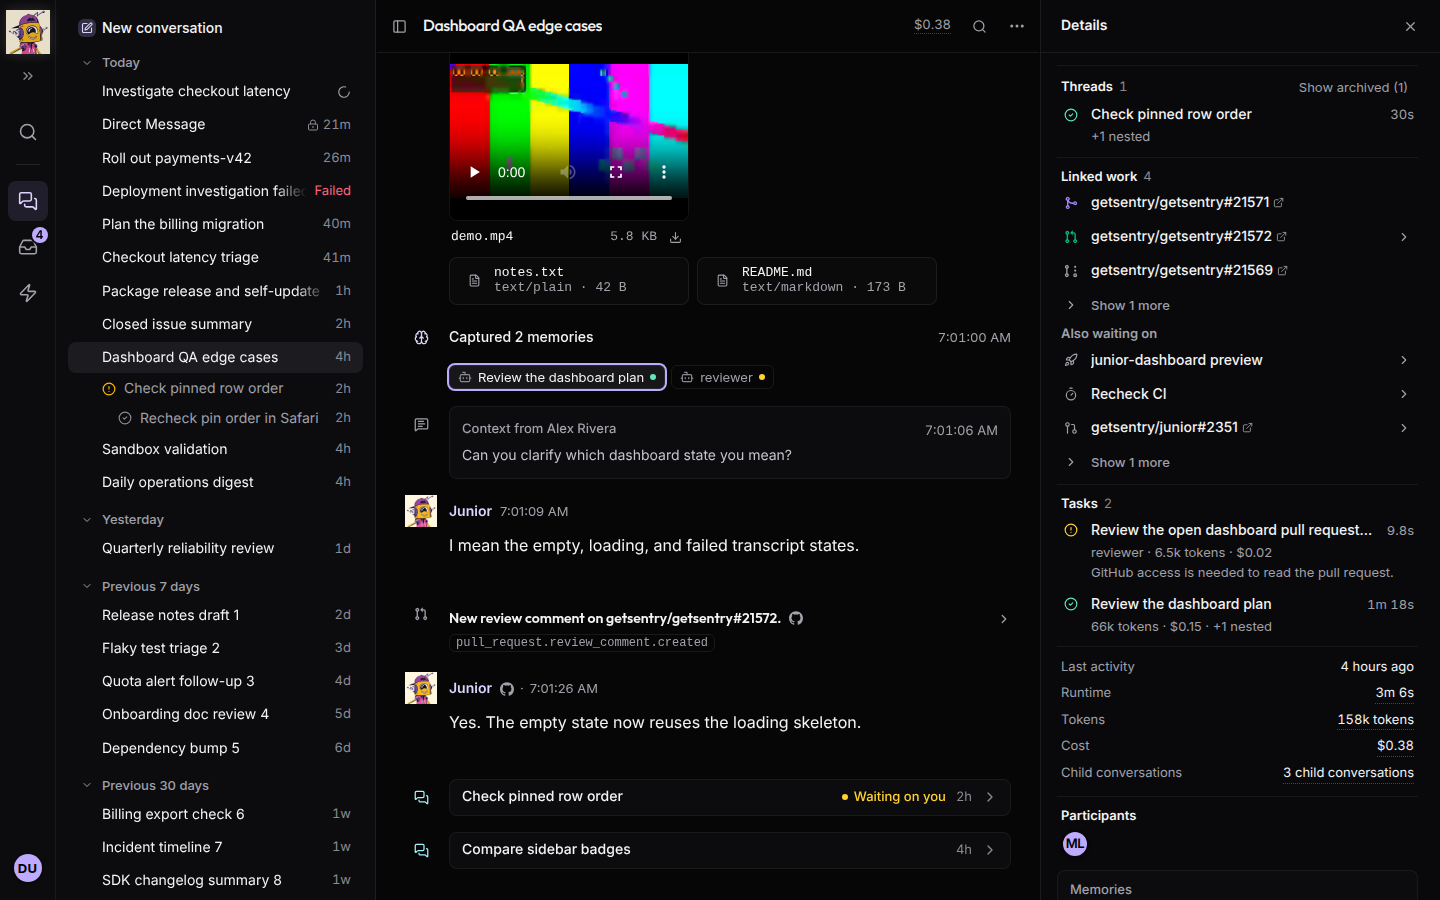 New conversation
Today
Investigate checkout latency
Direct Message 21m
Roll out payments-v42 26m
Deployment investigation failed Failed
Plan the billing migration 40m
Checkout latency triage 41m
Package release and self-update 1h
Closed issue summary 2h
Dashboard QA edge cases 4h
Check pinned row order 2h
Recheck pin order in Safari 2h
Sandbox validation 4h
Daily operations digest 4h
Yesterday
Quarterly reliability review 1d
Previous 7 days
Release notes draft 1 2d
Flaky test triage 2 3d
Quota alert follow-up 3 4d
Onboarding doc review 4 5d
Dependency bump 5 6d
Previous 30 days
Billing export check 6 1w
Incident timeline 7 1w
SDK changelog summary 8 1w
4
DU
Dashboard QA edge cases $0.38
0:00
demo.mp4 5.8 KB
notes.txt
text/plain · 42 B
README.md
text/markdown · 173 B
Captured 2 memories 7:01:00 AM
Review the dashboard plan
reviewer
Context from Alex Rivera 7:01:06 AM
Can you clarify which dashboard state you mean?
Junior 7:01:09 AM
I mean the empty, loading, and failed transcript states.
New review comment on getsentry/getsentry#21572.
pull_request.review_comment.created
Junior · 7:01:26 AM
Yes. The empty state now reuses the loading skeleton.
Check pinned row order Waiting on you 2h
Compare sidebar badges 4h
Details
Threads 1 Show archived (1)
Check pinned row order 30s
+1 nested
Linked work 4
getsentry/getsentry#21571
getsentry/getsentry#21572
getsentry/getsentry#21569
Show 1 more
Also waiting on
junior-dashboard preview
Recheck CI
getsentry/junior#2351
Show 1 more
Tasks 2
Review the open dashboard pull request... 9.8s
reviewer · 6.5k tokens · $0.02
GitHub access is needed to read the pull request.
Review the dashboard plan 1m 18s
66k tokens · $0.15 · +1 nested
Last activity 4 hours ago
Runtime 3m 6s
Tokens 158k tokens
Cost $0.38
Child conversations 3 child conversations
Participants
ML
Memories